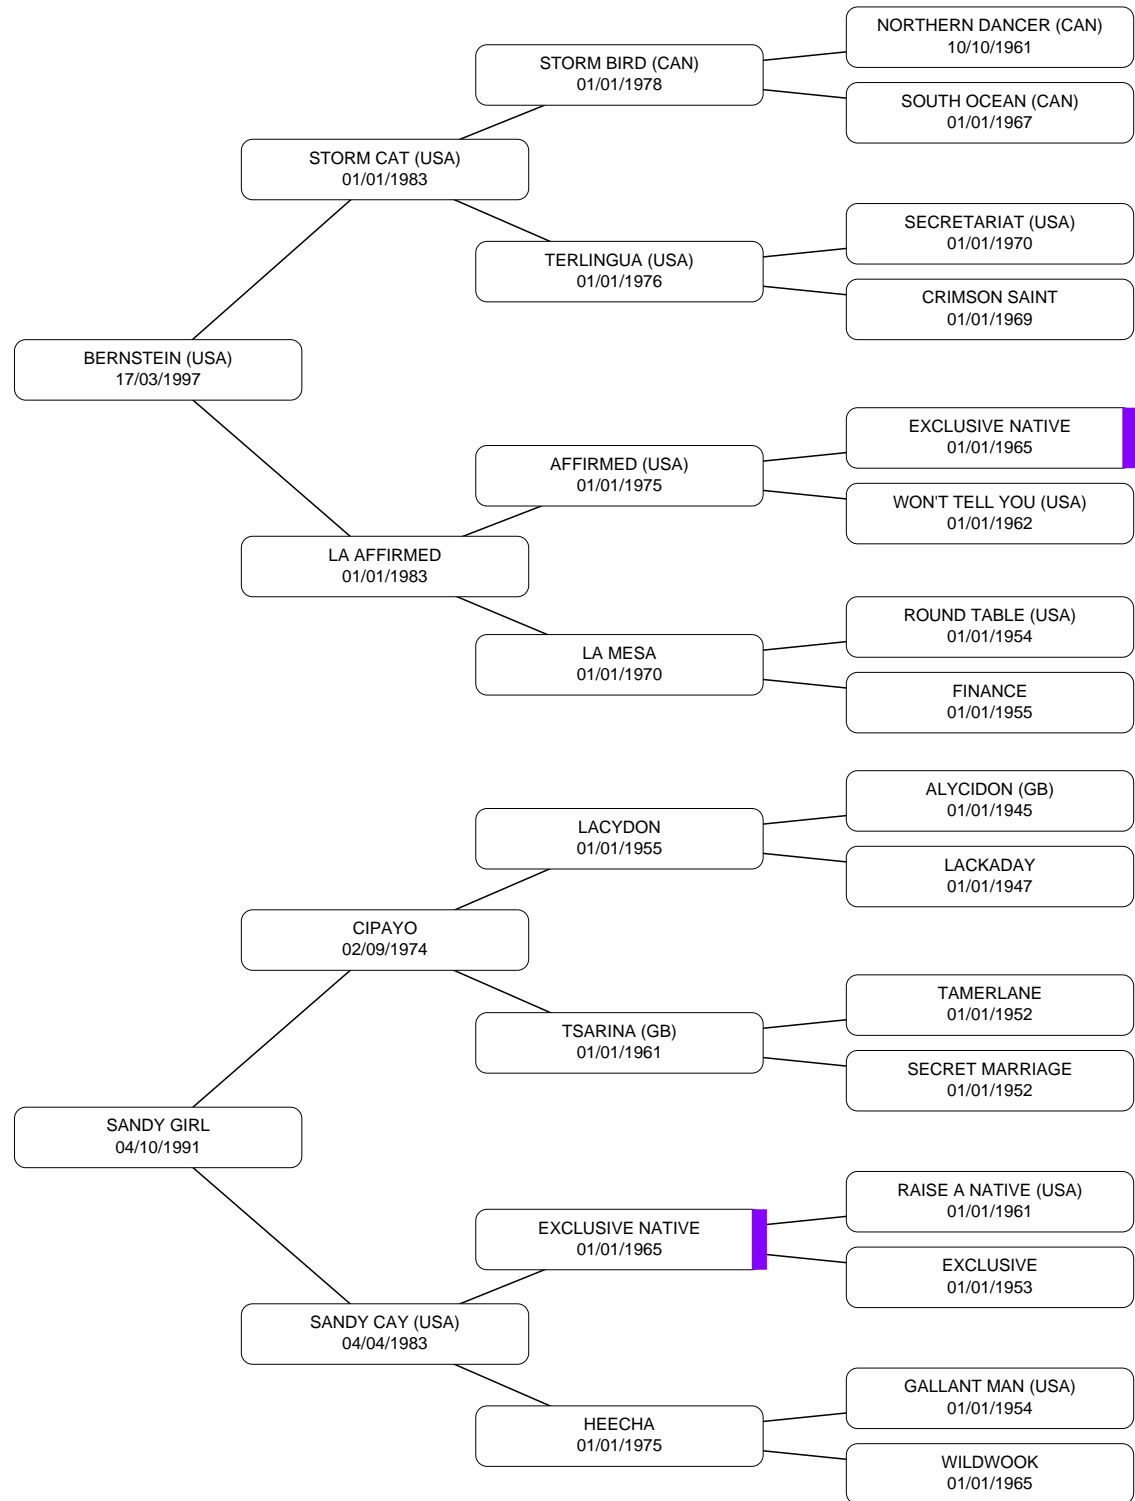 NORTHERN DANCER (CAN)
10/10/1961
STORM BIRD (CAN)
01/01/1978
SOUTH OCEAN (CAN)
01/01/1967
STORM CAT (USA)
01/01/1983
SECRETARIAT (USA)
01/01/1970
TERLINGUA (USA)
01/01/1976
CRIMSON SAINT
01/01/1969
BERNSTEIN (USA)
17/03/1997
EXCLUSIVE NATIVE
01/01/1965
AFFIRMED (USA)
01/01/1975
WON'T TELL YOU (USA)
01/01/1962
LA AFFIRMED
01/01/1983
ROUND TABLE (USA)
01/01/1954
LA MESA
01/01/1970
FINANCE
01/01/1955
ALYCIDON (GB)
01/01/1945
LACYDON
01/01/1955
LACKADAY
01/01/1947
CIPAYO
02/09/1974
TAMERLANE
01/01/1952
TSARINA (GB)
01/01/1961
SECRET MARRIAGE
01/01/1952
SANDY GIRL
04/10/1991
RAISE A NATIVE (USA)
01/01/1961
EXCLUSIVE NATIVE
01/01/1965
EXCLUSIVE
01/01/1953
SANDY CAY (USA)
04/04/1983
GALLANT MAN (USA)
01/01/1954
HEECHA
01/01/1975
WILDWOOK
01/01/1965